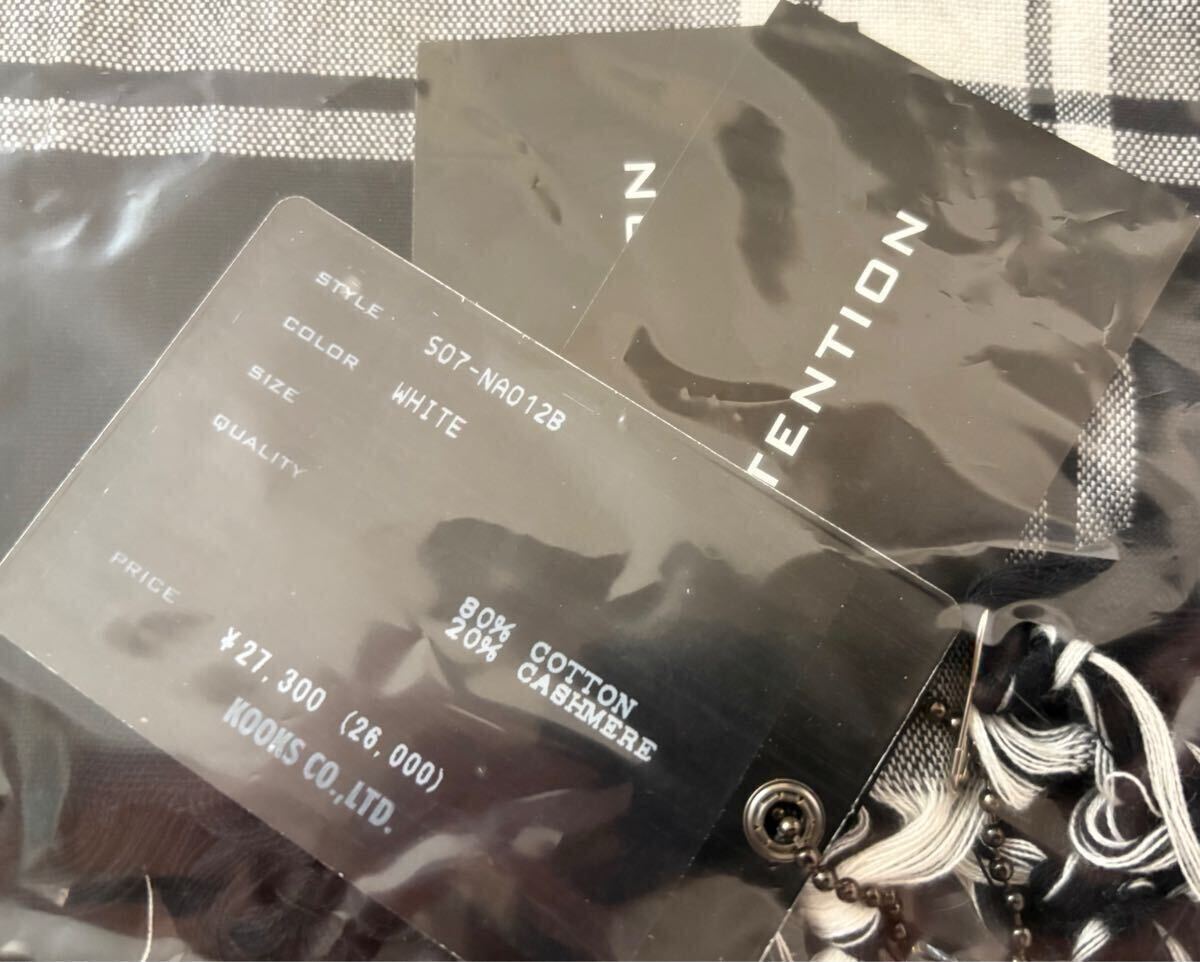 ON
TENTION
STYLE S07-NA012B
COLOR WHITE
SIZE
QUALITY
80% COTTON
20% CASHMERE
PRICE
¥27,300 (26,000)
KOOKS CO.,LTD.